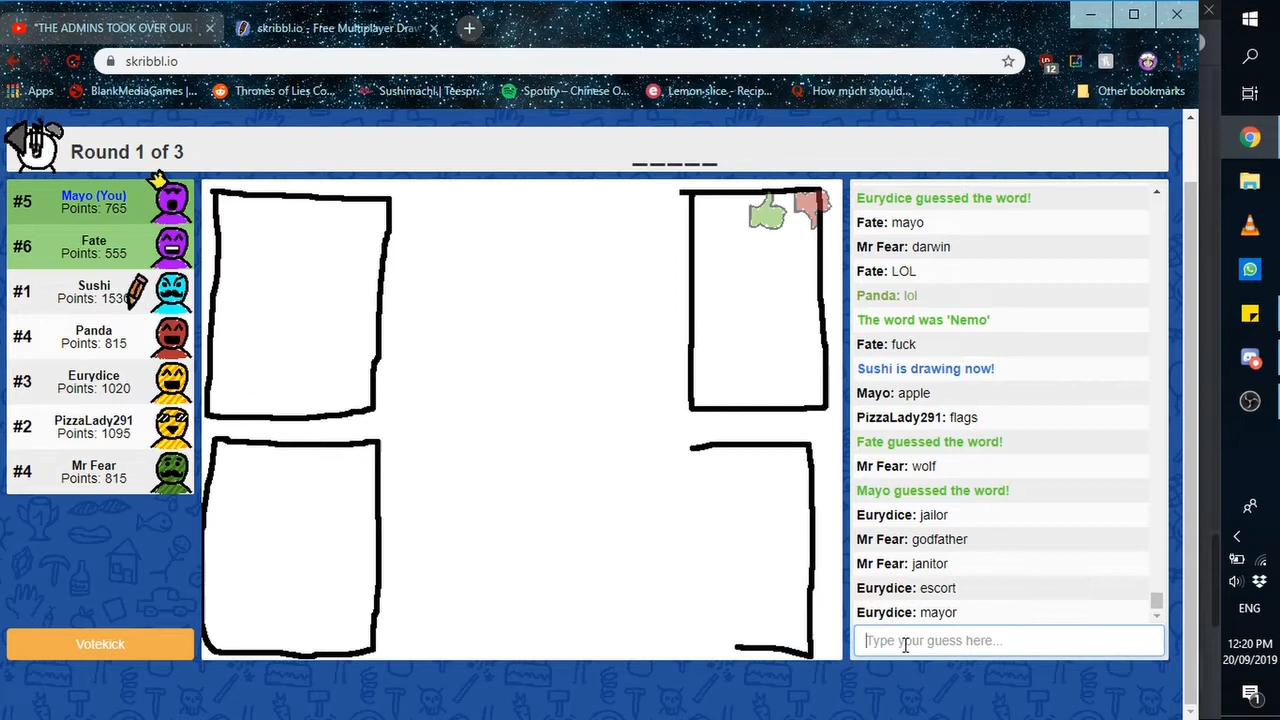 "THE ADMINS TOOK OVER OUR
skribbl.io - Free Multiplayer Draw
skribbl.io
12
Apps
BlankMediaGames |...
Thrones of Lies Co...
Sushimachi | Teespr...
Spotify – Chinese O...
Lemon slice - Recip...
How much should...
Other bookmarks
Round 1 of 3
_ _ _ _ _
#5
Mayo (You)
Points: 765
#6
Fate
Points: 555
#1
Sushi
Points: 1530
#4
Panda
Points: 815
#3
Eurydice
Points: 1020
#2
PizzaLady291
Points: 1095
#4
Mr Fear
Points: 815
Votekick
Eurydice guessed the word!
Fate: mayo
Mr Fear: darwin
Fate: LOL
Panda: lol
The word was 'Nemo'
Fate: fuck
Sushi is drawing now!
Mayo: apple
PizzaLady291: flags
Fate guessed the word!
Mr Fear: wolf
Mayo guessed the word!
Eurydice: jailor
Mr Fear: godfather
Mr Fear: janitor
Eurydice: escort
Eurydice: mayor
Type your guess here...
ENG
12:20 PM
20/09/2019
1